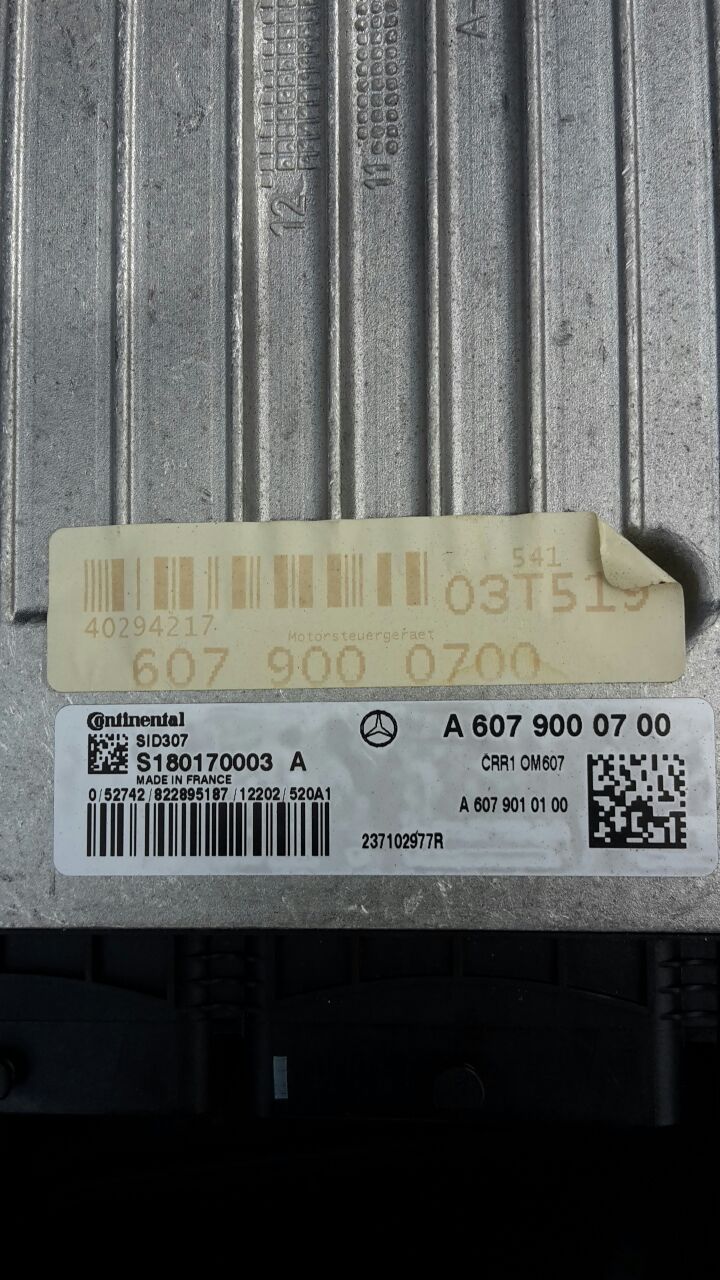 12
11
A-
541
03T519
40294217
Motorsteuergeraet
607 900 0700
Continental
SID307
S180170003 A
MADE IN FRANCE
0/52742/822895187/12202/520A1
A 607 900 07 00
CRR1 OM607
A 607 901 01 00
237102977R